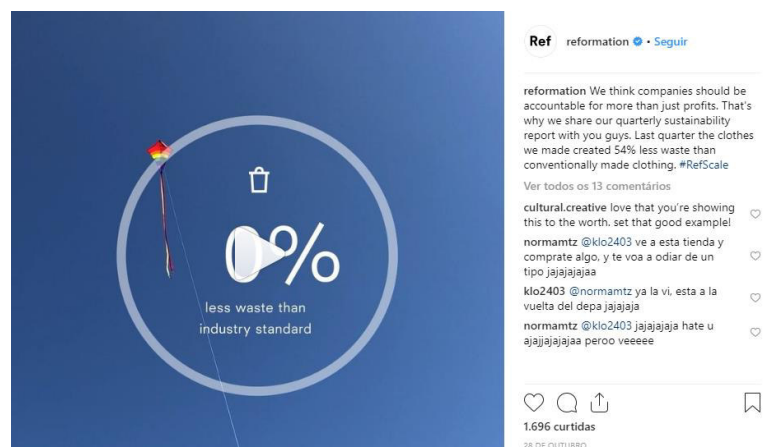 0%
less waste than
industry standard
Ref reformation • Seguir
reformation We think companies should be
accountable for more than just profits. That's
why we share our quarterly sustainability
report with you guys. Last quarter the clothes
we made created 54% less waste than
conventionally made clothing. #RefScale
Ver todos os 13 comentários
cultural.creative love that you're showing
this to the worth. set that good example!
normamtz @klo2403 ve a esta tienda y
comprate algo, y te voa a odiar de un
tipo jajajajajaa
klo2403 @normamtz ya la vi, esta a la
vuelta del depa jajajaja
normamtz @klo2403 jajajajaja hate u
ajajjajajajaa peroo veeeee
1.696 curtidas
28 DE OUTUBRO